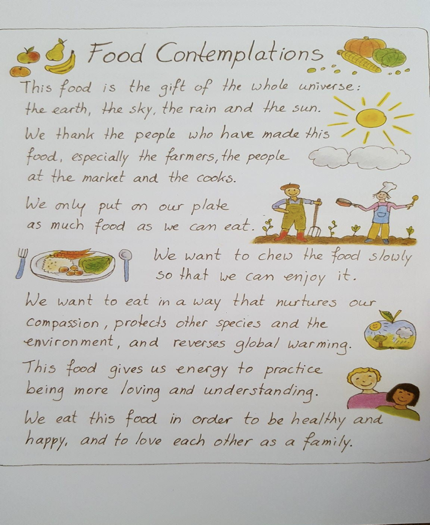 Food Contemplations
This food is the gift of the whole universe:
the earth, the sky, the rain and the sun.
We thank the people who have made this
food, especially the farmers, the people
at the market and the cooks.
We only put on our plate
as much food as we can eat.
We want to chew the food slowly
so that we can enjoy it.
We want to eat in a way that nurtures our
compassion, protects other species and the
environment, and reverses global warming.
This food gives us energy to practice
being more loving and understanding.
We eat this food in order to be healthy and
happy, and to love each other as a family.